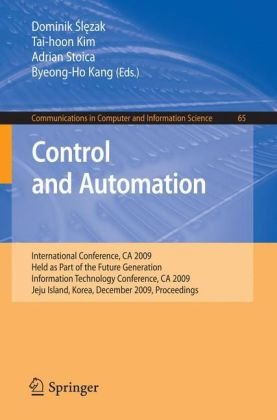 Dominik Ślęzak
Tai-hoon Kim
Adrian Stoica
Byeong-Ho Kang (Eds.)
Communications in Computer and Information Science 65
Control
and Automation
International Conference, CA 2009
Held as Part of the Future Generation
Information Technology Conference, CA 2009
Jeju Island, Korea, December 2009, Proceedings
Springer